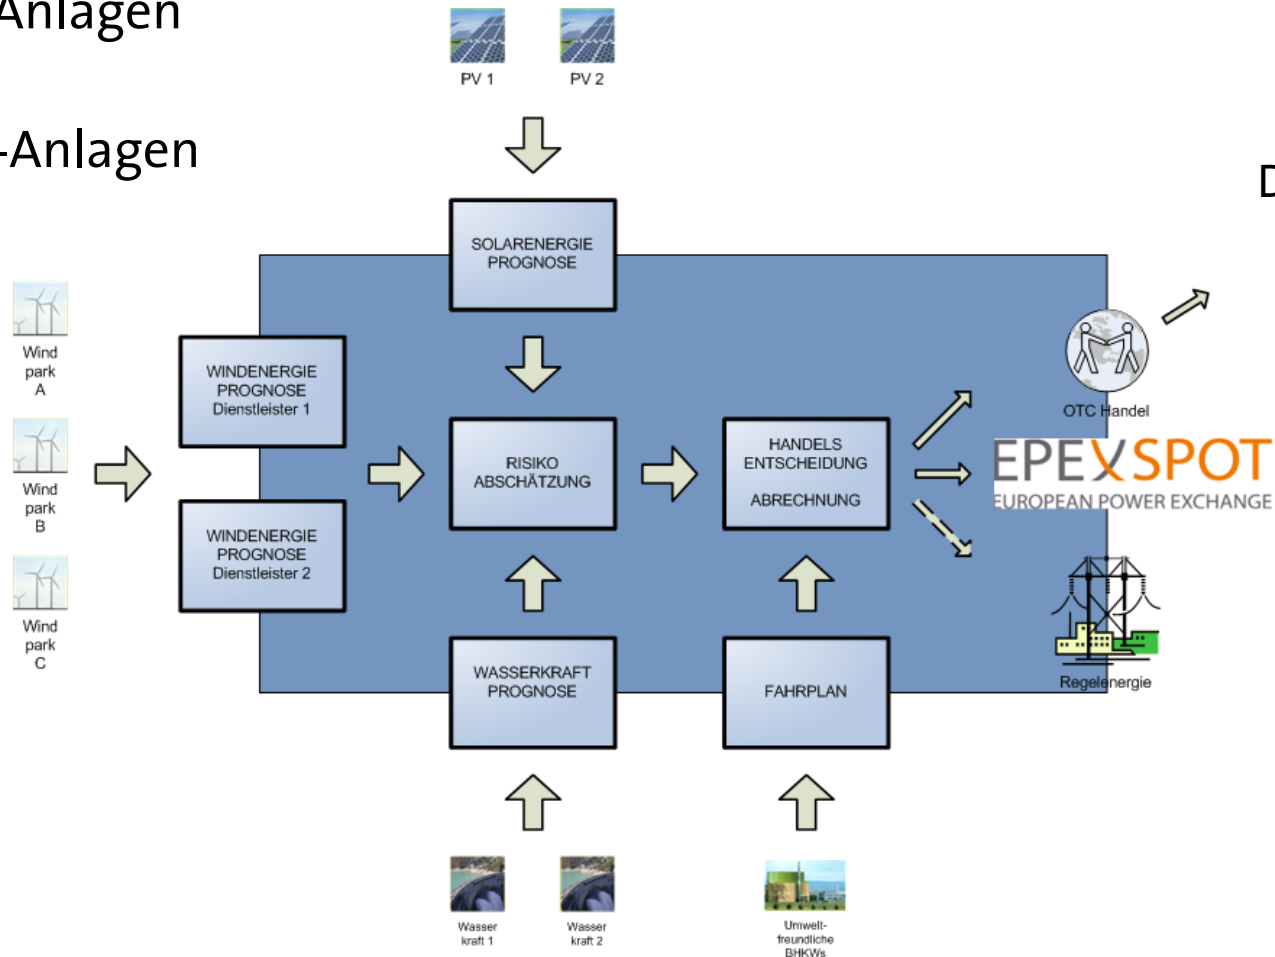 Anlagen
-Anlagen
D
PV 1
PV 2
SOLARENERGIE
PROGNOSE
Wind
park
A
Wind
park
B
Wind
park
C
WINDENERGIE
PROGNOSE
Dienstleister 1
WINDENERGIE
PROGNOSE
Dienstleister 2
RISIKO
ABSCHÄTZUNG
HANDELS
ENTSCHEIDUNG
ABRECHNUNG
OTC Handel
EPEXSPOT
EUROPEAN POWER EXCHANGE
Regelenergie
WASSERKRAFT
PROGNOSE
FAHRPLAN
Wasser
kraft 1
Wasser
kraft 2
Umwelt-
freundliche
BHKWs